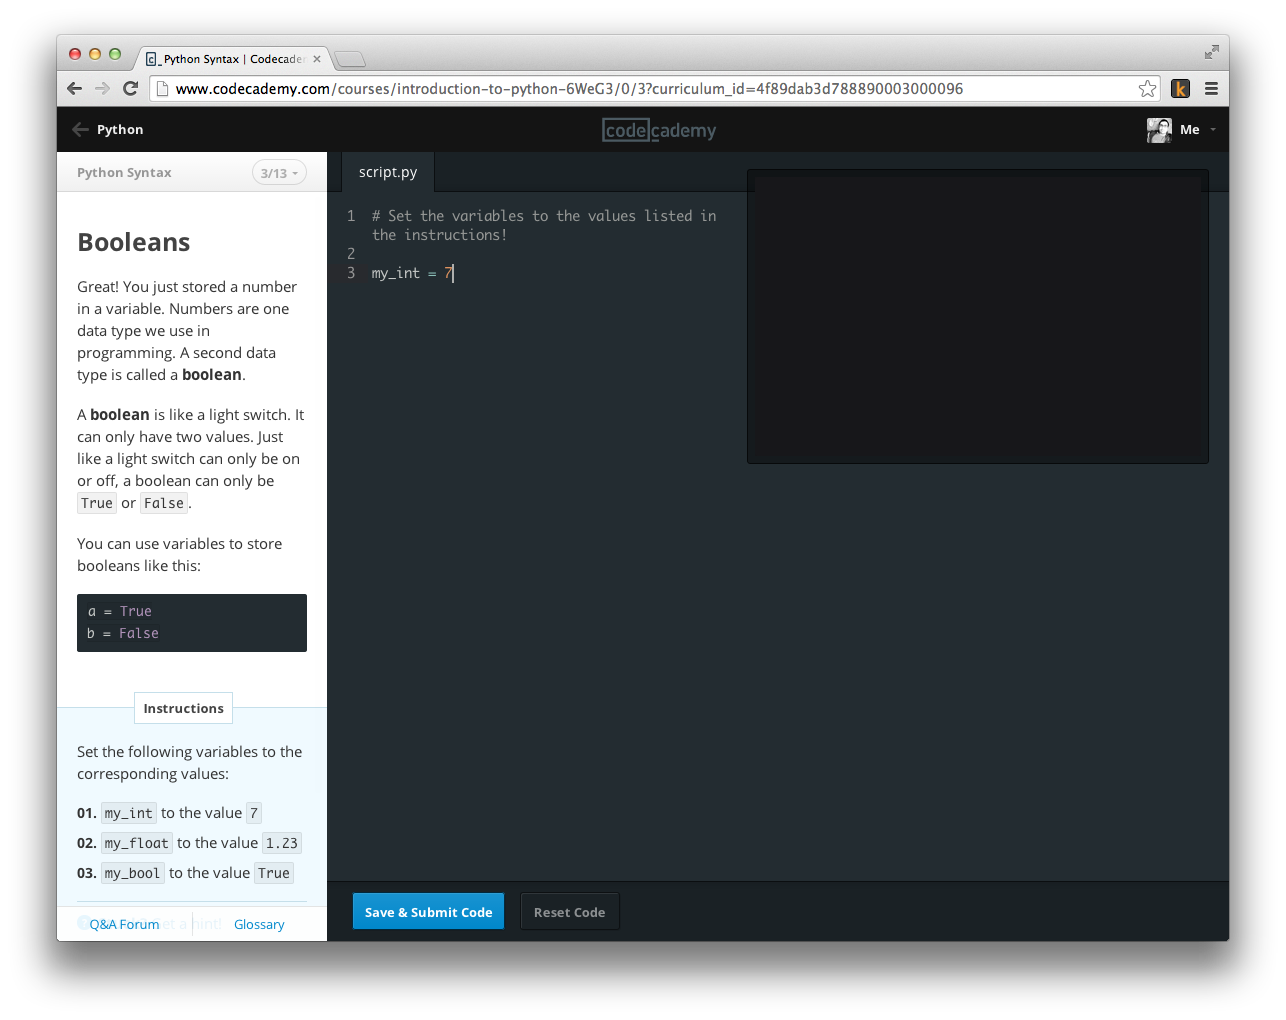 Python Syntax | Codecade
www.codecademy.com/courses/introduction-to-python-6WeG3/0/3?curriculum_id=4f89dab3d788890003000096
k
Python
codecademy
Me
Python Syntax
3/13
script.py
Booleans
Great! You just stored a number
in a variable. Numbers are one
data type we use in
programming. A second data
type is called a boolean.
A boolean is like a light switch. It
can only have two values. Just
like a light switch can only be on
or off, a boolean can only be
True or False.
You can use variables to store
booleans like this:
a = True
b = False
Instructions
Set the following variables to the
corresponding values:
01. my_int to the value 7
02. my_float to the value 1.23
03. my_bool to the value True
Q&A Forum
Glossary
1 # Set the variables to the values listed in
the instructions!
2
3 my_int = 7
Save & Submit Code
Reset Code